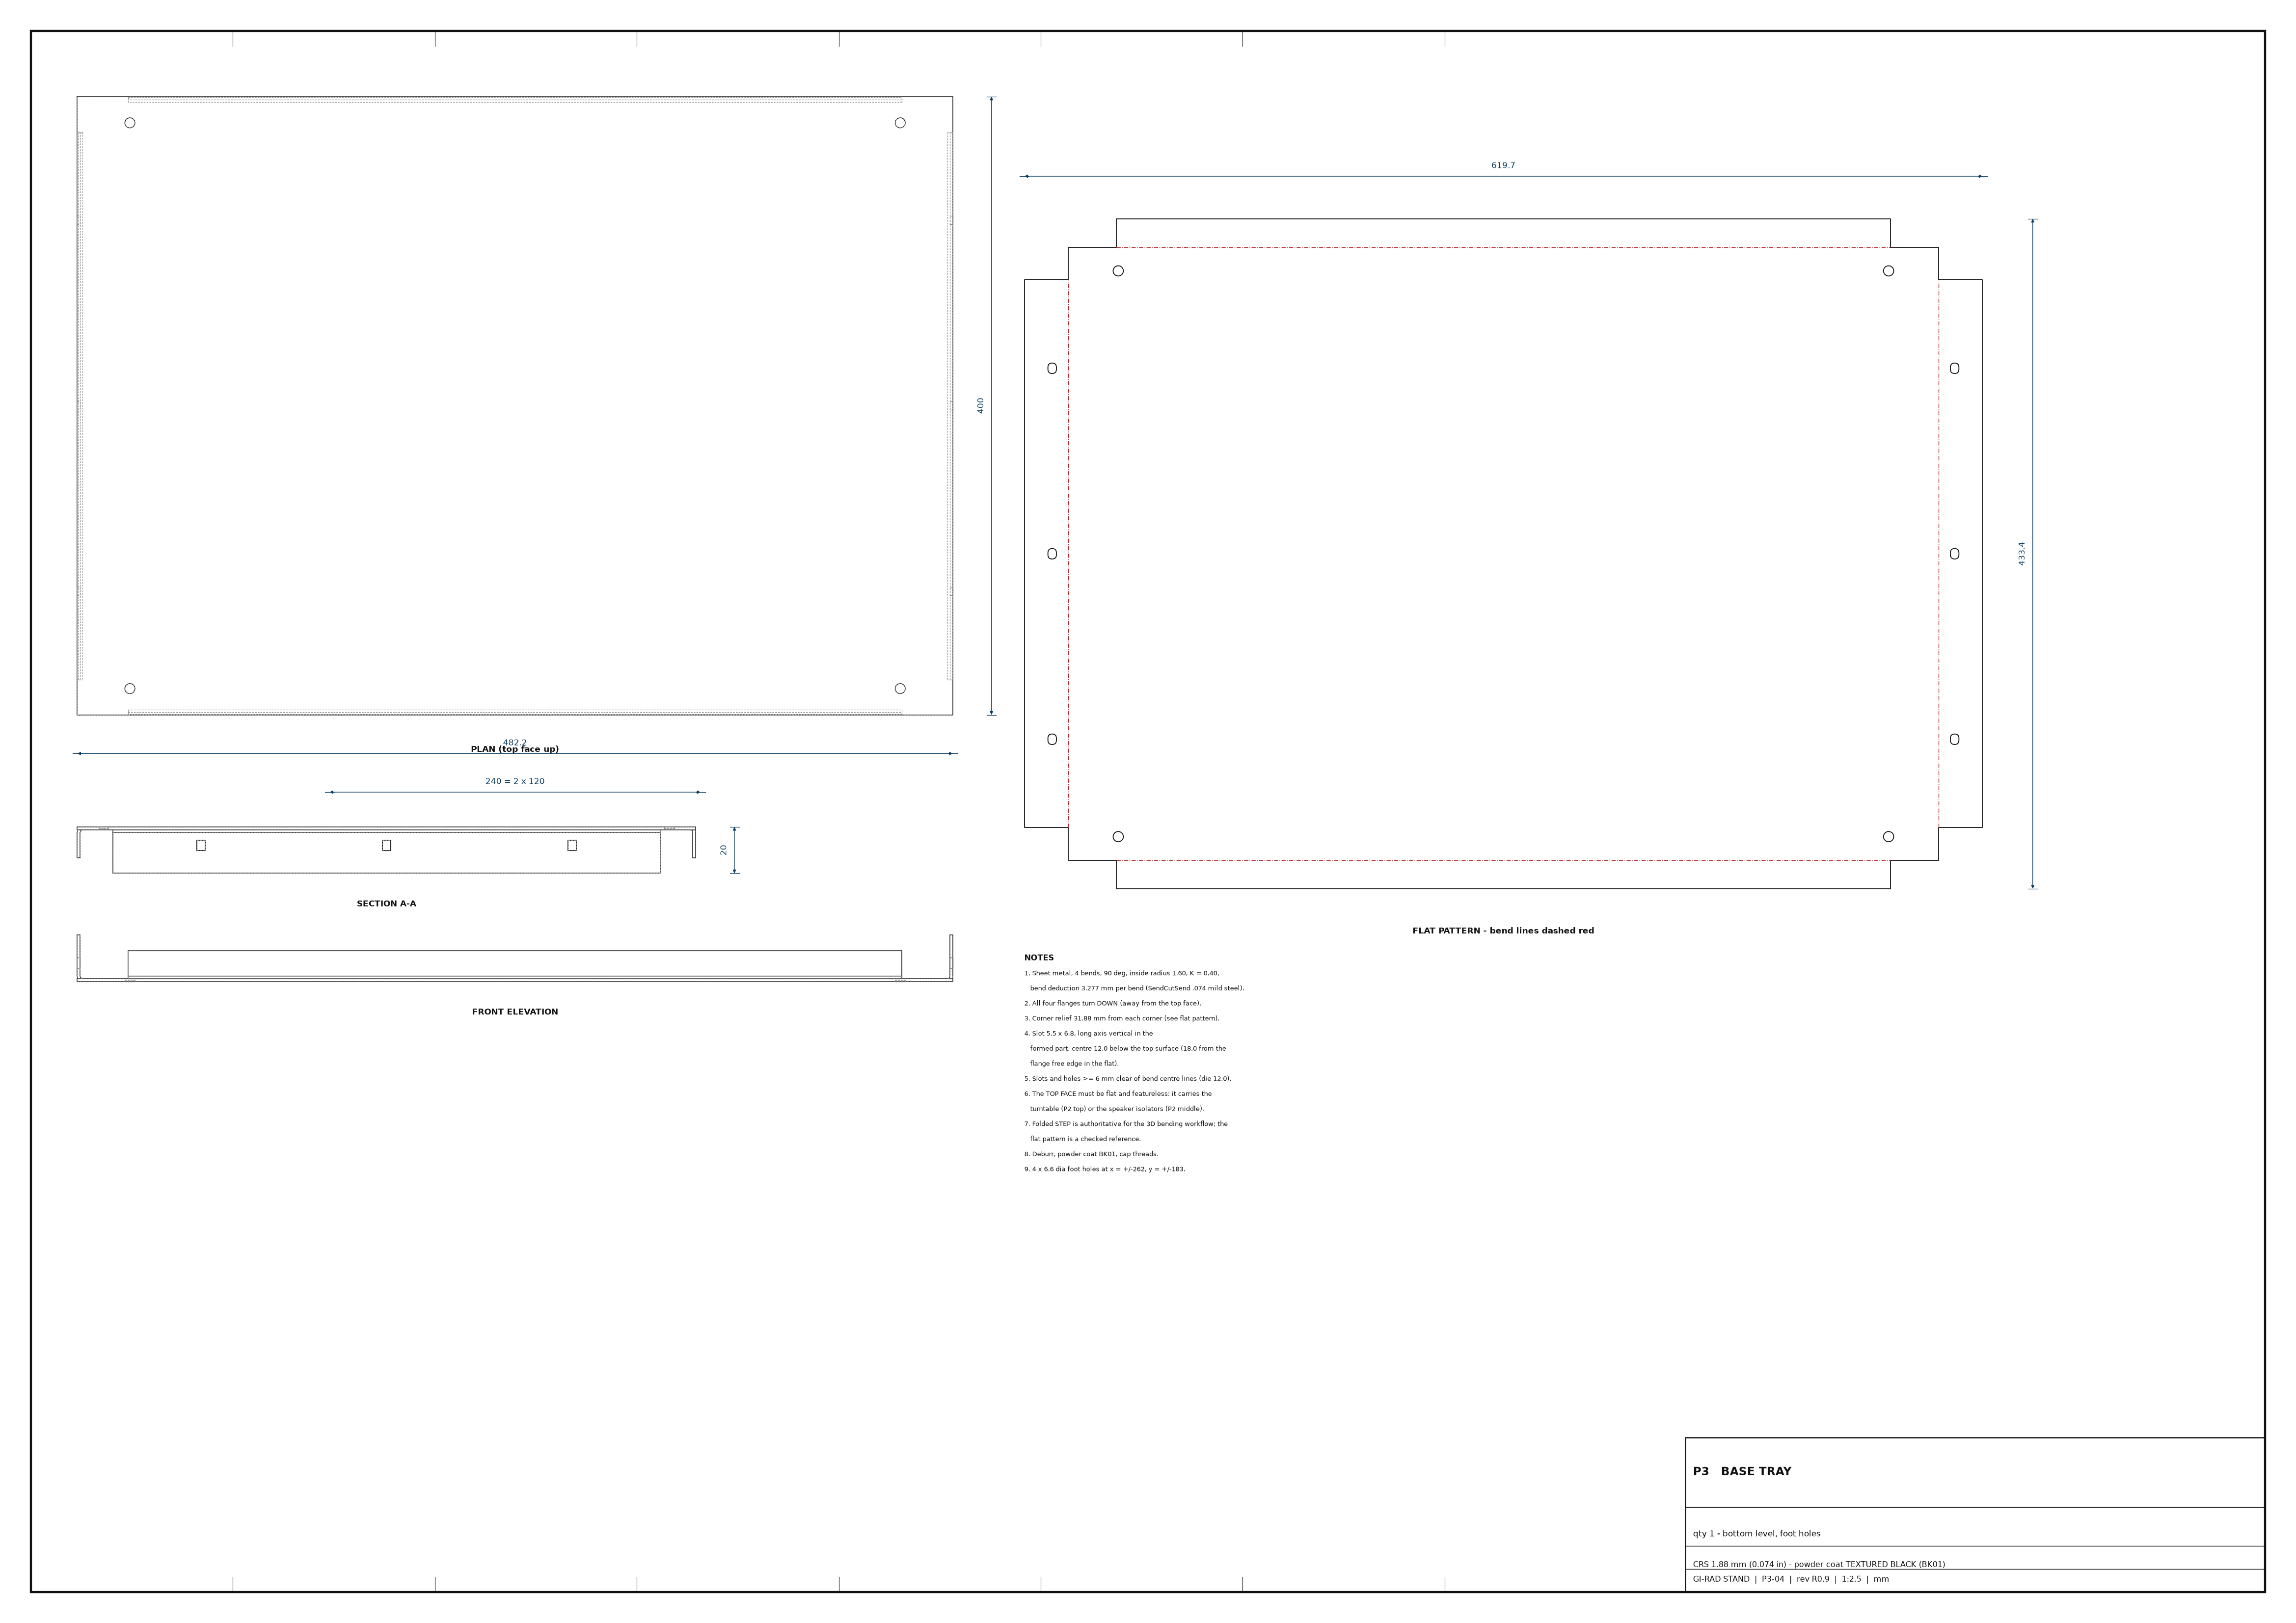 619.7
400
433.4
482.2
PLAN (top face up)
240 = 2 x 120
20
SECTION A-A
FRONT ELEVATION
FLAT PATTERN - bend lines dashed red
NOTES
1. Sheet metal, 4 bends, 90 deg, inside radius 1.60, K = 0.40,
bend deduction 3.277 mm per bend (SendCutSend .074 mild steel).
2. All four flanges turn DOWN (away from the top face).
3. Corner relief 31.88 mm from each corner (see flat pattern).
4. Slot 5.5 x 6.8, long axis vertical in the
formed part, centre 12.0 below the top surface (18.0 from the
flange free edge in the flat).
5. Slots and holes >= 6 mm clear of bend centre lines (die 12.0).
6. The TOP FACE must be flat and featureless: it carries the
turntable (P2 top) or the speaker isolators (P2 middle).
7. Folded STEP is authoritative for the 3D bending workflow; the
flat pattern is a checked reference.
8. Deburr, powder coat BK01, cap threads.
9. 4 x 6.6 dia foot holes at x = +/-262, y = +/-183.
P3 BASE TRAY
qty 1 - bottom level, foot holes
CRS 1.88 mm (0.074 in) - powder coat TEXTURED BLACK (BK01)
GI-RAD STAND | P3-04 | rev R0.9 | 1:2.5 | mm